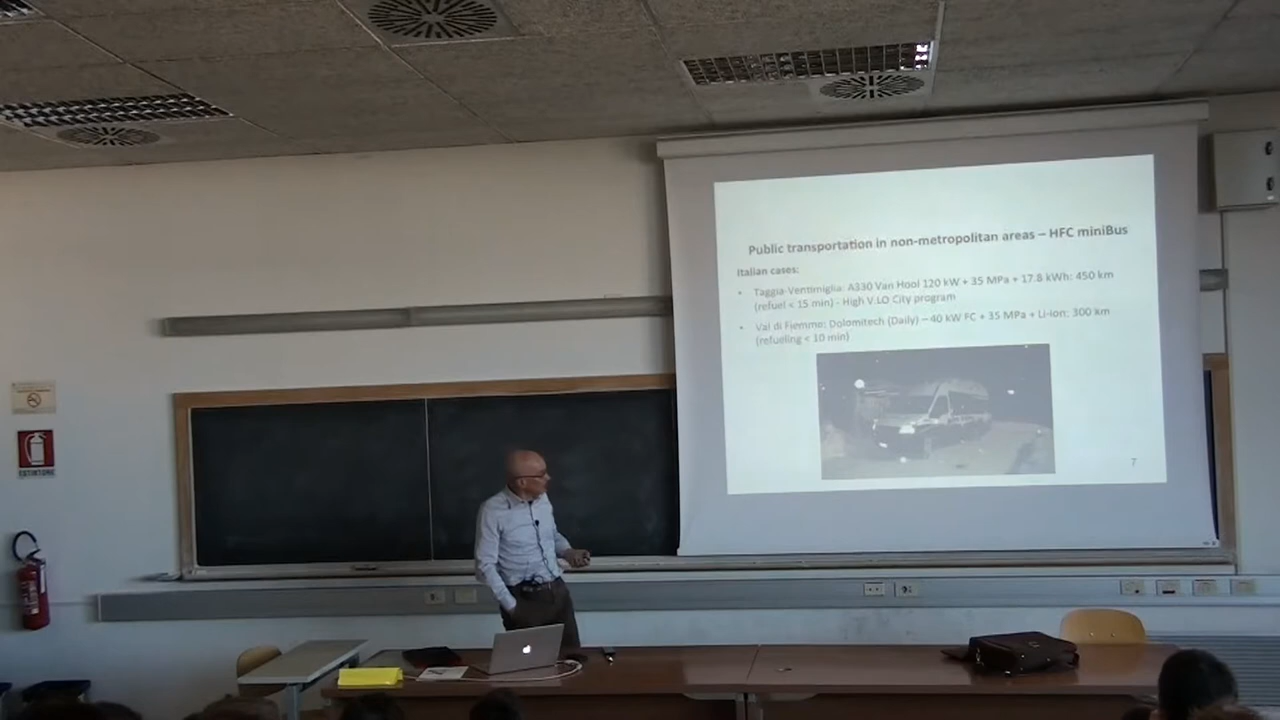 Public transportation in non-metropolitan areas – HFC miniBus
Italian cases:
• Taggia-Ventimiglia: A330 Van Hool 120 kW + 35 MPa + 17.8 kWh: 450 km
(refuel < 15 min) - High V.LO City program
• Val di Fiemme: Dolomitech (Daily) – 40 kW FC + 35 MPa + Li-ion: 300 km
(refueling < 10 min)
7
ESTINTORE